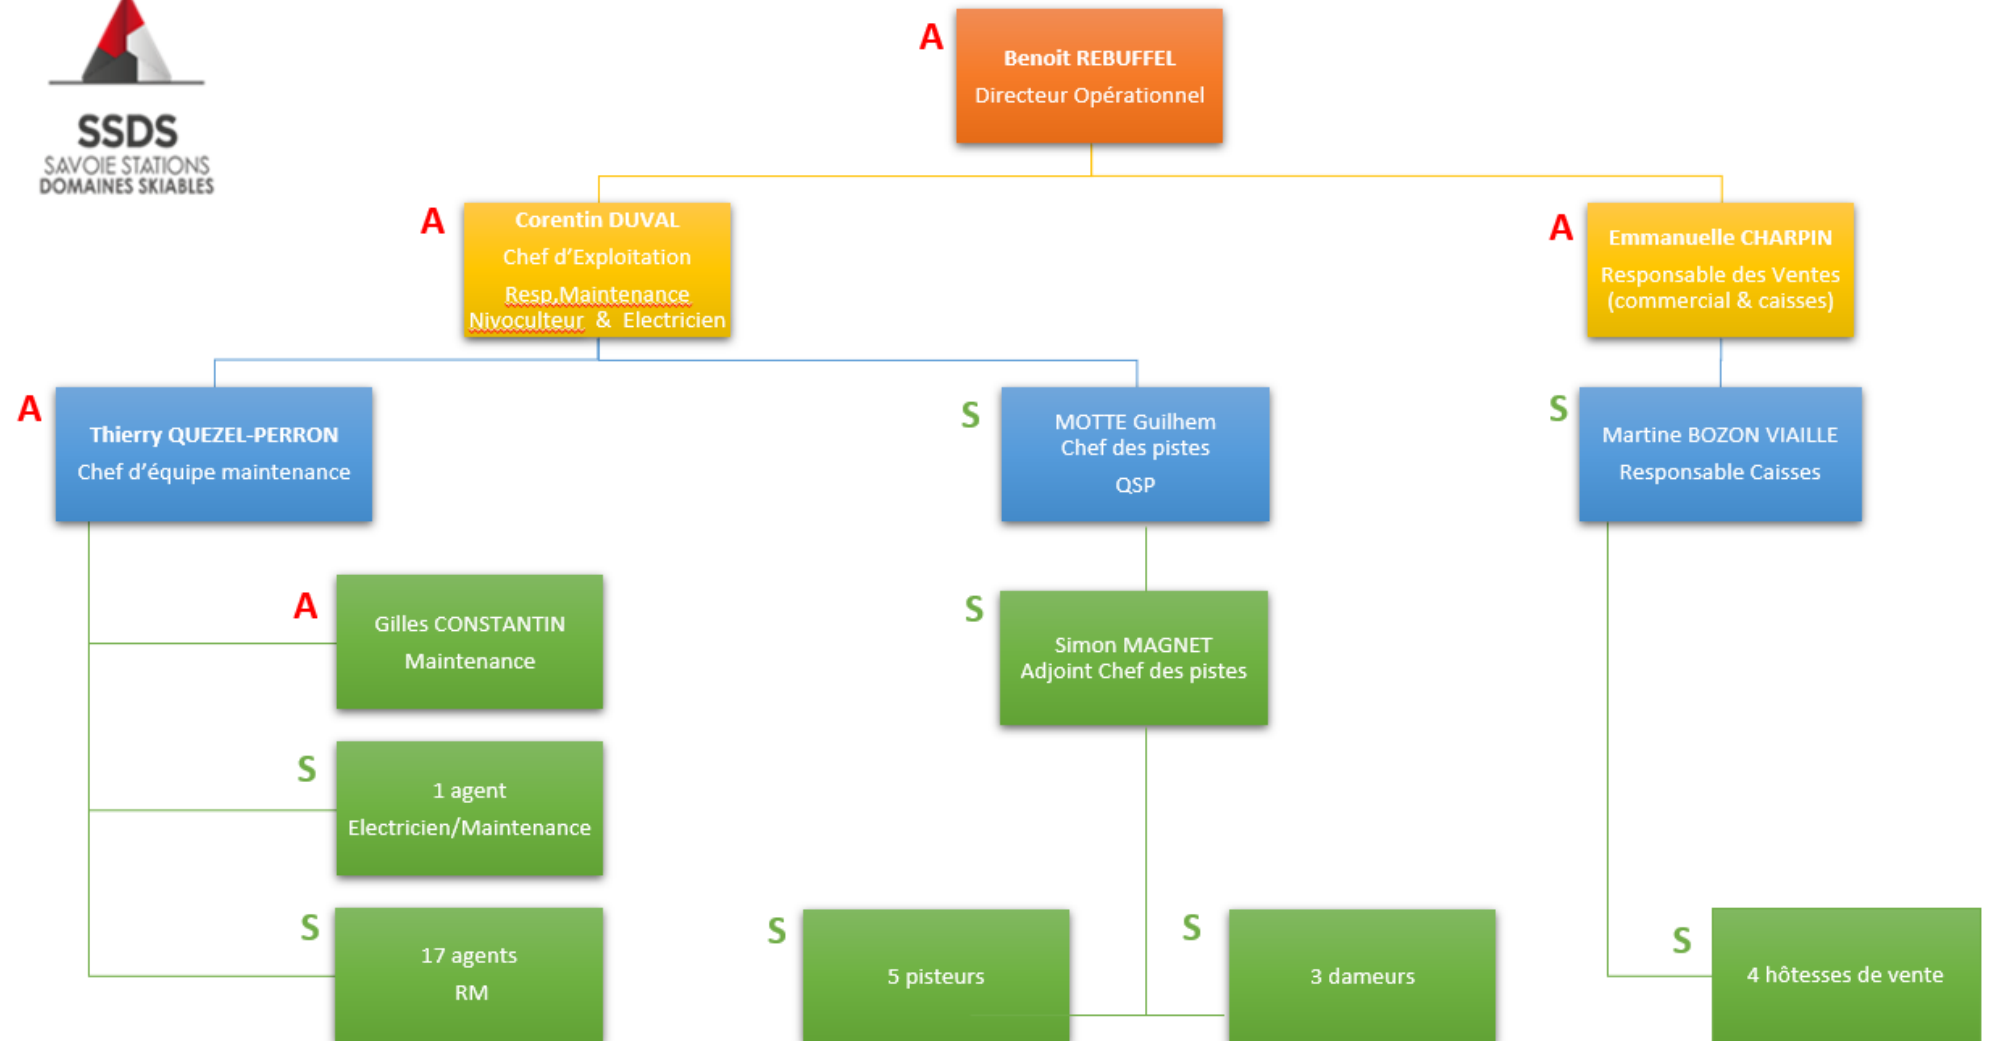 SSDS
SAVOIE STATIONS
DOMAINES SKIABLES
A
Benoit REBUFFEL
Directeur Opérationnel
A
Corentin DUVAL
Chef d'Exploitation
Resp,Maintenance
Nivoculteur & Electricien
A
Emmanuelle CHARPIN
Responsable des Ventes
(commercial & caisses)
A
Thierry QUEZEL-PERRON
Chef d'équipe maintenance
S
MOTTE Guilhem
Chef des pistes
QSP
S
Martine BOZON VIAILLE
Responsable Caisses
A
Gilles CONSTANTIN
Maintenance
S
Simon MAGNET
Adjoint Chef des pistes
S
1 agent
Electricien/Maintenance
S
17 agents
RM
S
5 pisteurs
S
3 dameurs
S
4 hôtesses de vente